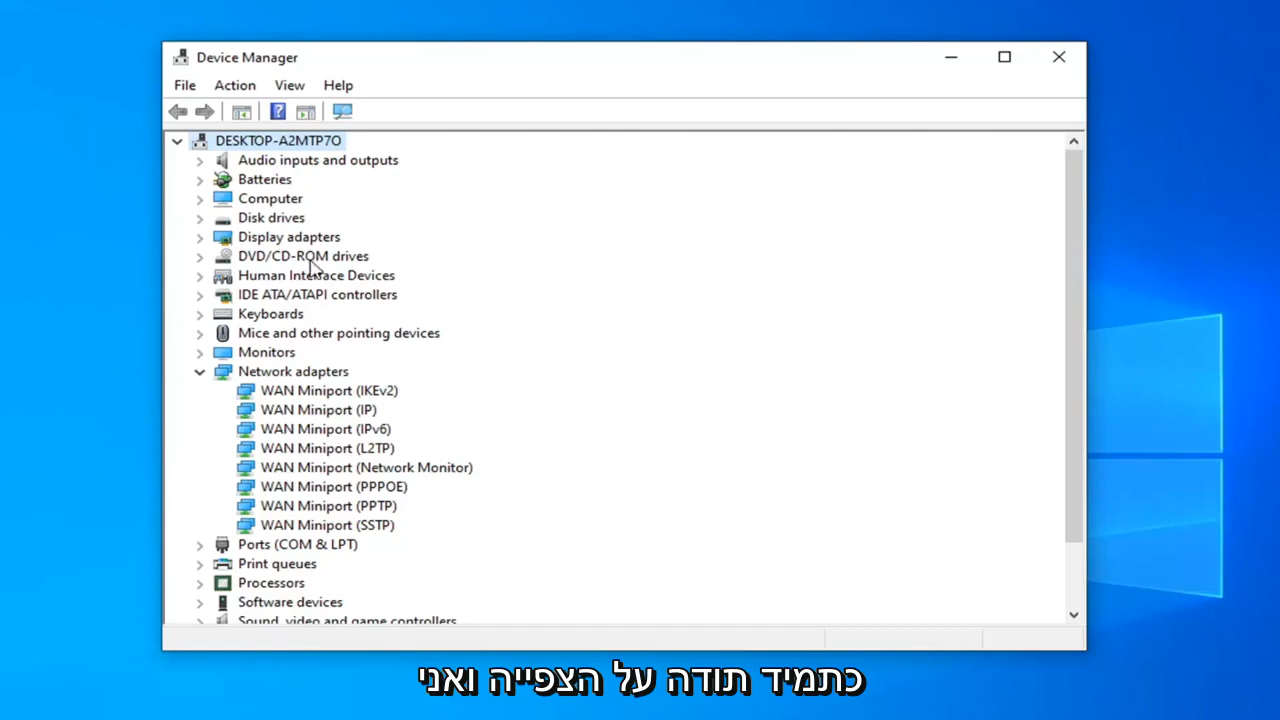 Device Manager
File Action View Help
DESKTOP-A2MTP7O
Audio inputs and outputs
Batteries
Computer
Disk drives
Display adapters
DVD/CD-ROM drives
Human Interface Devices
IDE ATA/ATAPI controllers
Keyboards
Mice and other pointing devices
Monitors
Network adapters
WAN Miniport (IKEv2)
WAN Miniport (IP)
WAN Miniport (IPv6)
WAN Miniport (L2TP)
WAN Miniport (Network Monitor)
WAN Miniport (PPPOE)
WAN Miniport (PPTP)
WAN Miniport (SSTP)
Ports (COM & LPT)
Print queues
Processors
Software devices
Sound, video and game controllers
כתמיד תודה על הצפייה ואני